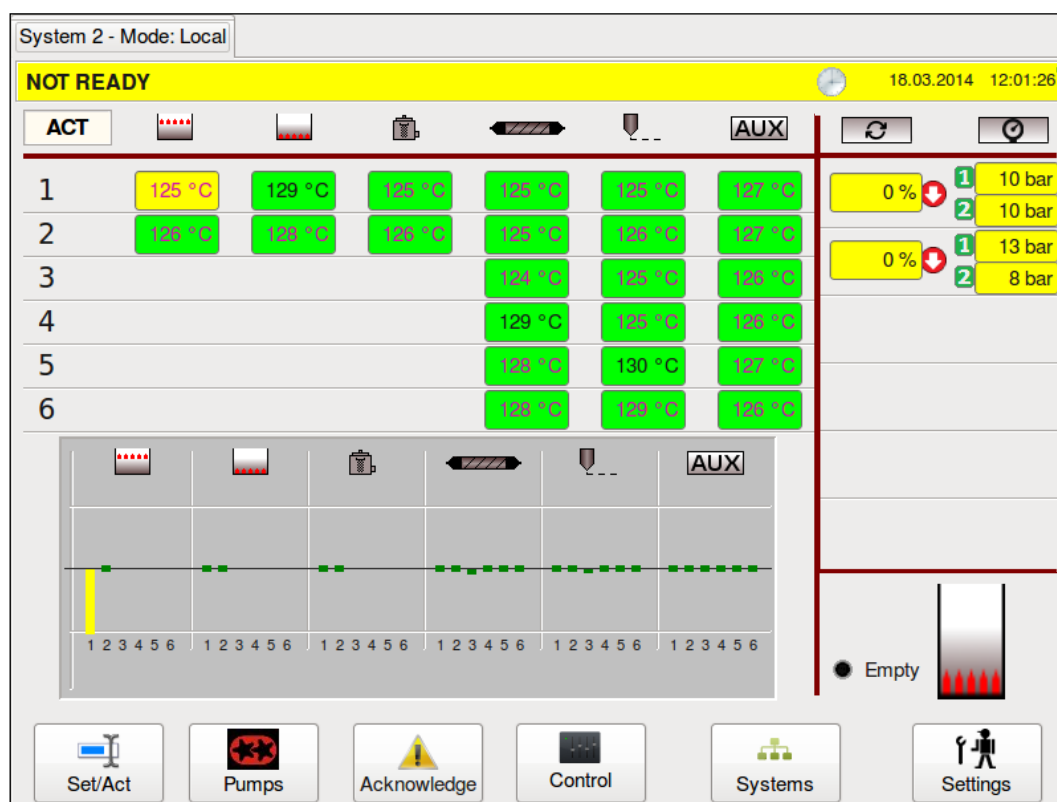 System 2 - Mode: Local
NOT READY 18.03.2014 12:01:26
ACT AUX
1 125 °C 129 °C 125 °C 125 °C 125 °C 127 °C 0 % 1 10 bar
2 10 bar
2 126 °C 128 °C 126 °C 125 °C 126 °C 127 °C 0 % 1 13 bar
2 8 bar
3 124 °C 125 °C 126 °C
4 129 °C 125 °C 126 °C
5 128 °C 130 °C 127 °C
6 128 °C 129 °C 126 °C
AUX
1 2 3 4 5 6 1 2 3 4 5 6 1 2 3 4 5 6 1 2 3 4 5 6 1 2 3 4 5 6 1 2 3 4 5 6
Empty
Set/Act Pumps Acknowledge Control Systems Settings